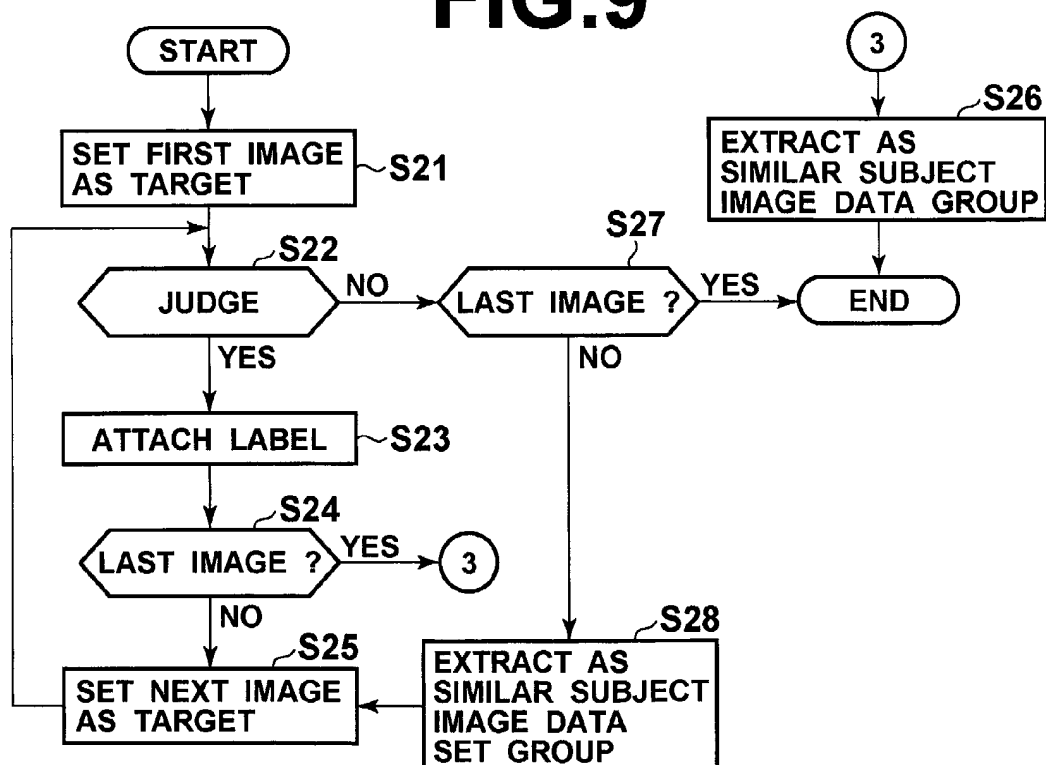 FIG.9
START
SET FIRST IMAGE
AS TARGET
S21
S22
JUDGE
NO
YES
ATTACH LABEL
S23
S24
LAST IMAGE ?
YES
3
NO
S25
SET NEXT IMAGE
AS TARGET
S27
LAST IMAGE ?
YES
NO
S28
EXTRACT AS
SIMILAR SUBJECT
IMAGE DATA
SET GROUP
3
S26
EXTRACT AS
SIMILAR SUBJECT
IMAGE DATA GROUP
END